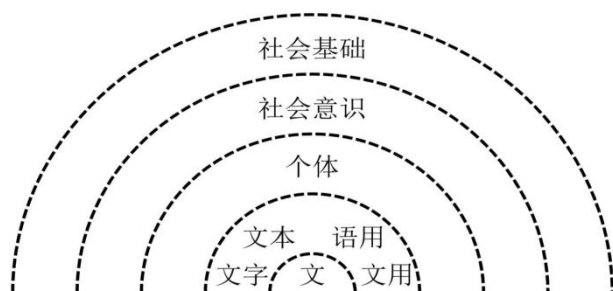 社会基础
社会意识
个体
文本 语用
文字 文 文用